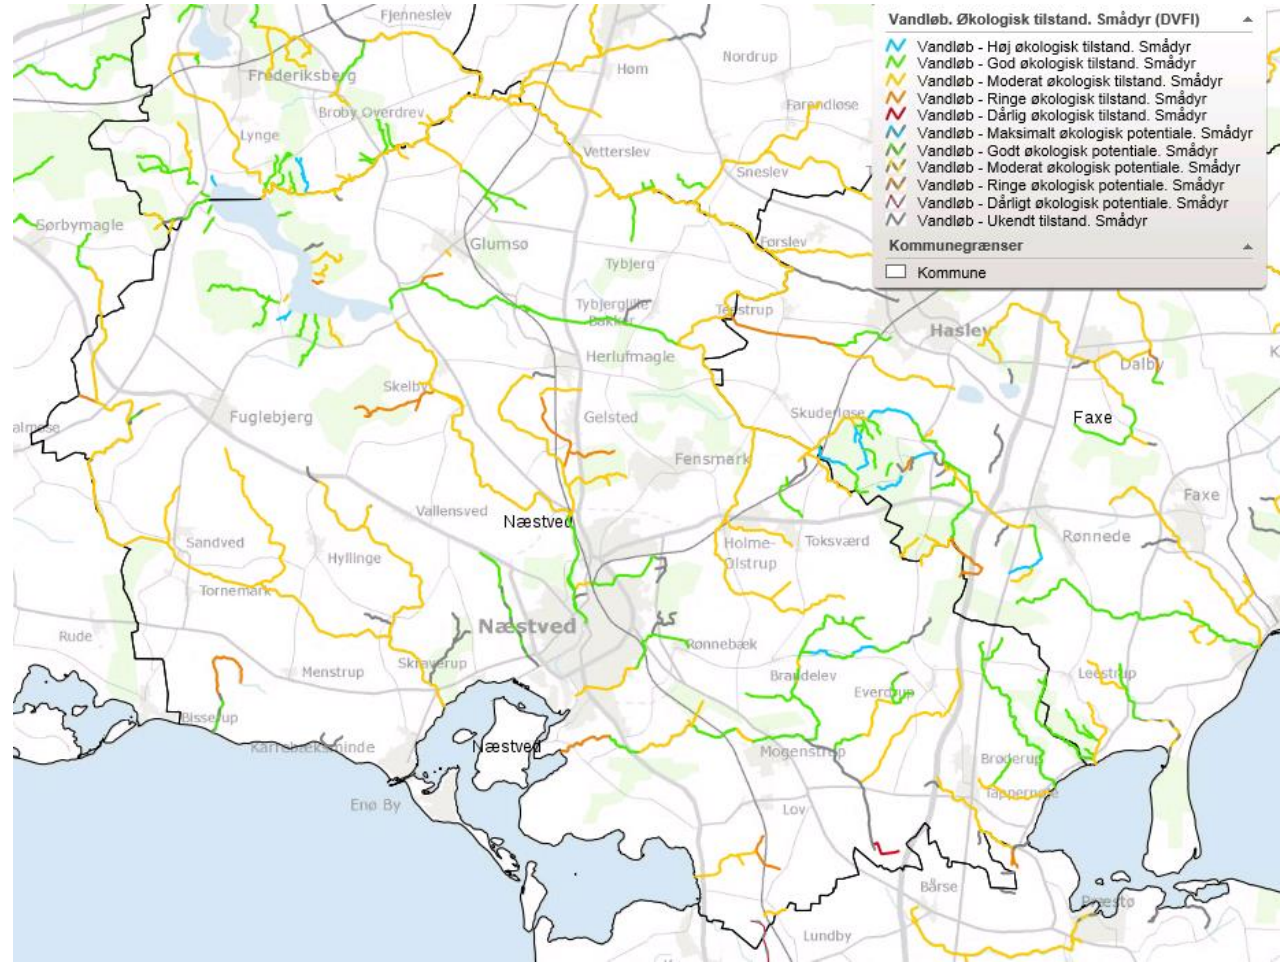 Fjenneslev
Vandløb. Økologisk tilstand. Smådyr (DVFI)
Vandløb - Høj økologisk tilstand. Smådyr
Vandløb - God økologisk tilstand. Smådyr
Vandløb - Moderat økologisk tilstand. Smådyr
Vandløb - Ringe økologisk tilstand. Smådyr
Vandløb - Dårlig økologisk tilstand. Smådyr
Vandløb - Maksimalt økologisk potentiale. Smådyr
Vandløb - Godt økologisk potentiale. Smådyr
Vandløb - Moderat økologisk potentiale. Smådyr
Vandløb - Ringe økologisk potentiale. Smådyr
Vandløb - Dårligt økologisk potentiale. Smådyr
Vandløb - Ukendt tilstand. Smådyr
Kommunegrænser
Kommune
Nordrup
Høm
Frederiksberg
Farendløse
Broby Overdrev
Lynge
Vetterslev
Sneslev
Sørbymagle
Glumsø
Førslev
Tybjerg
Tybjerglille
Bakker
Teestrup
Haslev
Herlufmagle
Dalby
Skelby
Fuglebjerg
Gelsted
Skuderløse
Faxe
Fensmark
Faxe
Vallensved
Næstved
Sandved
Hyllinge
Holme-
Olstrup
Toksværd
Rønnede
Tornemark
Rude
Næstved
Rønnebæk
Menstrup
Skraverup
Brandelev
Everdrup
Leestrup
Bisserup
Karrebæksminde
Næstved
Mogenstrup
Brøderup
Tappernøje
Enø By
Lov
Bårse
Præstø
Lundby